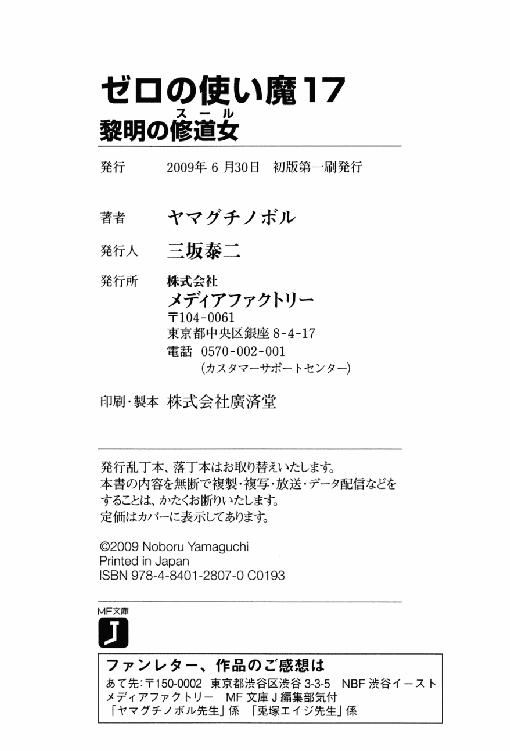 ゼロの使い魔17
スール
黎明の修道女
発行 2009年6月30日 初版第一刷発行
著者 ヤマグチノボル
発行人 三坂泰二
発行所 株式会社
メディアファクトリー
〒104-0061
東京都中央区銀座8-4-17
電話 0570-002-001
(カスタマーサポートセンター)
印刷・製本 株式会社廣済堂
発行乱丁本、落丁本はお取り替えいたします。
本書の内容を無断で複製・複写・放送・データ配信などを
することは、かたくお断りいたします。
定価はカバーに表示してあります。
©2009 Noboru Yamaguchi
Printed in Japan
ISBN 978-4-8401-2807-0 C0193
MF文庫
J
ファンレター、作品のご感想は
あて先:〒150-0002 東京都渋谷区渋谷3-3-5 NBF渋谷イースト
メディアファクトリー MF文庫J編集部気付
「ヤマグチノボル先生」係 「兎塚エイジ先生」係